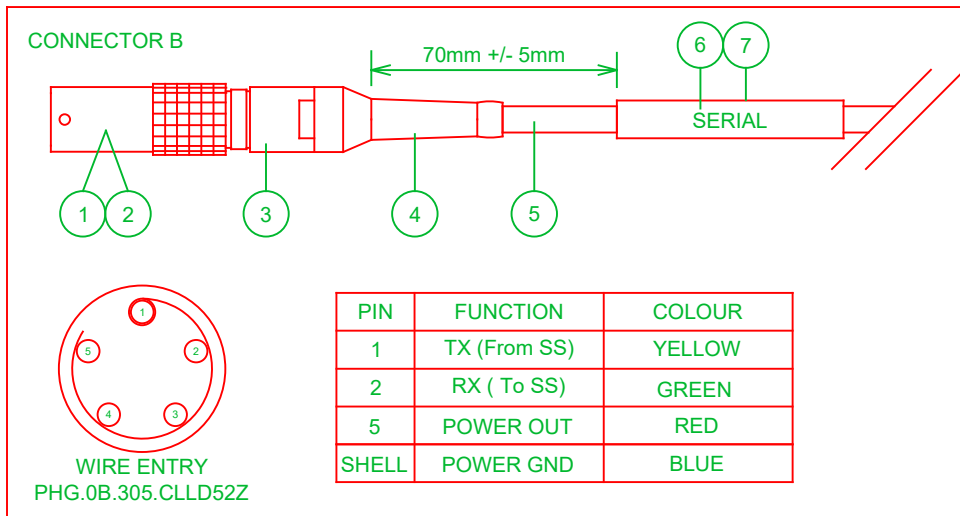 CONNECTOR B
70mm +/- 5mm
6 7
SERIAL
1 2 3 4 5
1
5 2
4 3
WIRE ENTRY
PHG.0B.305.CLLD52Z
PIN FUNCTION COLOUR
1 TX (From SS) YELLOW
2 RX ( To SS) GREEN
5 POWER OUT RED
SHELL POWER GND BLUE